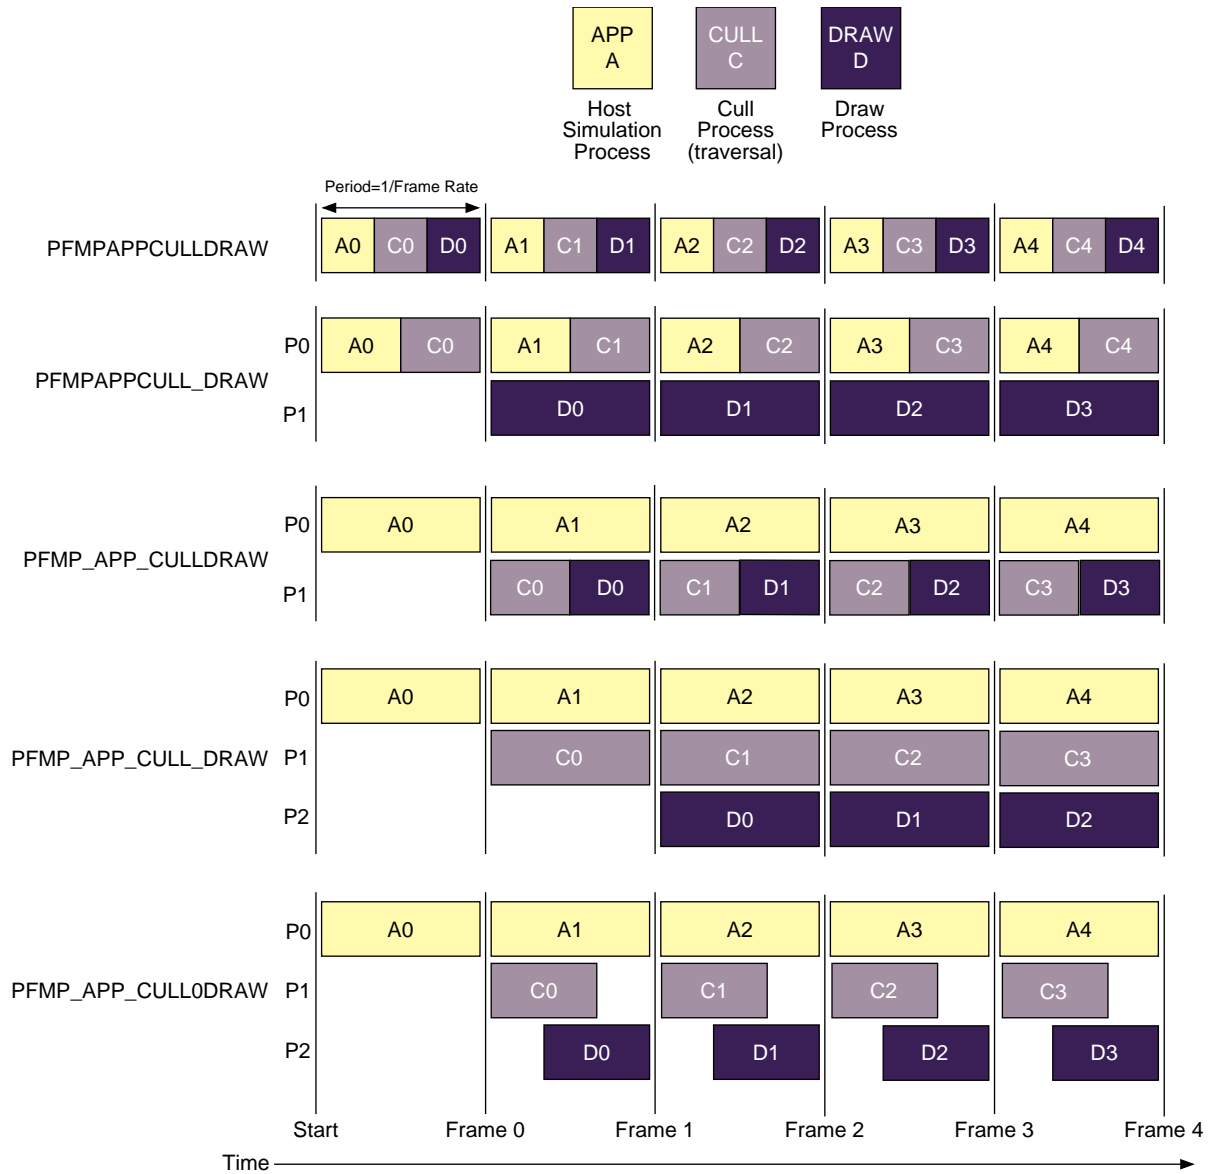 APP CULL DRAW
A C D
Host Cull Draw
Simulation Process Process
Process (traversal)
Period=1/Frame Rate
PFMPAPPCULLDRAW A0 C0 D0 A1 C1 D1 A2 C2 D2 A3 C3 D3 A4 C4 D4
P0 A0 C0 A1 C1 A2 C2 A3 C3 A4 C4
PFMPAPPCULL_DRAW
P1 D0 D1 D2 D3
P0 A0 A1 A2 A3 A4
PFMP_APP_CULLDRAW
P1 C0 D0 C1 D1 C2 D2 C3 D3
P0 A0 A1 A2 A3 A4
PFMP_APP_CULL_DRAW P1 C0 C1 C2 C3
P2 D0 D1 D2
P0 A0 A1 A2 A3 A4
PFMP_APP_CULL0DRAW P1 C0 C1 C2 C3
P2 D0 D1 D2 D3
Start Frame 0 Frame 1 Frame 2 Frame 3 Frame 4
Time